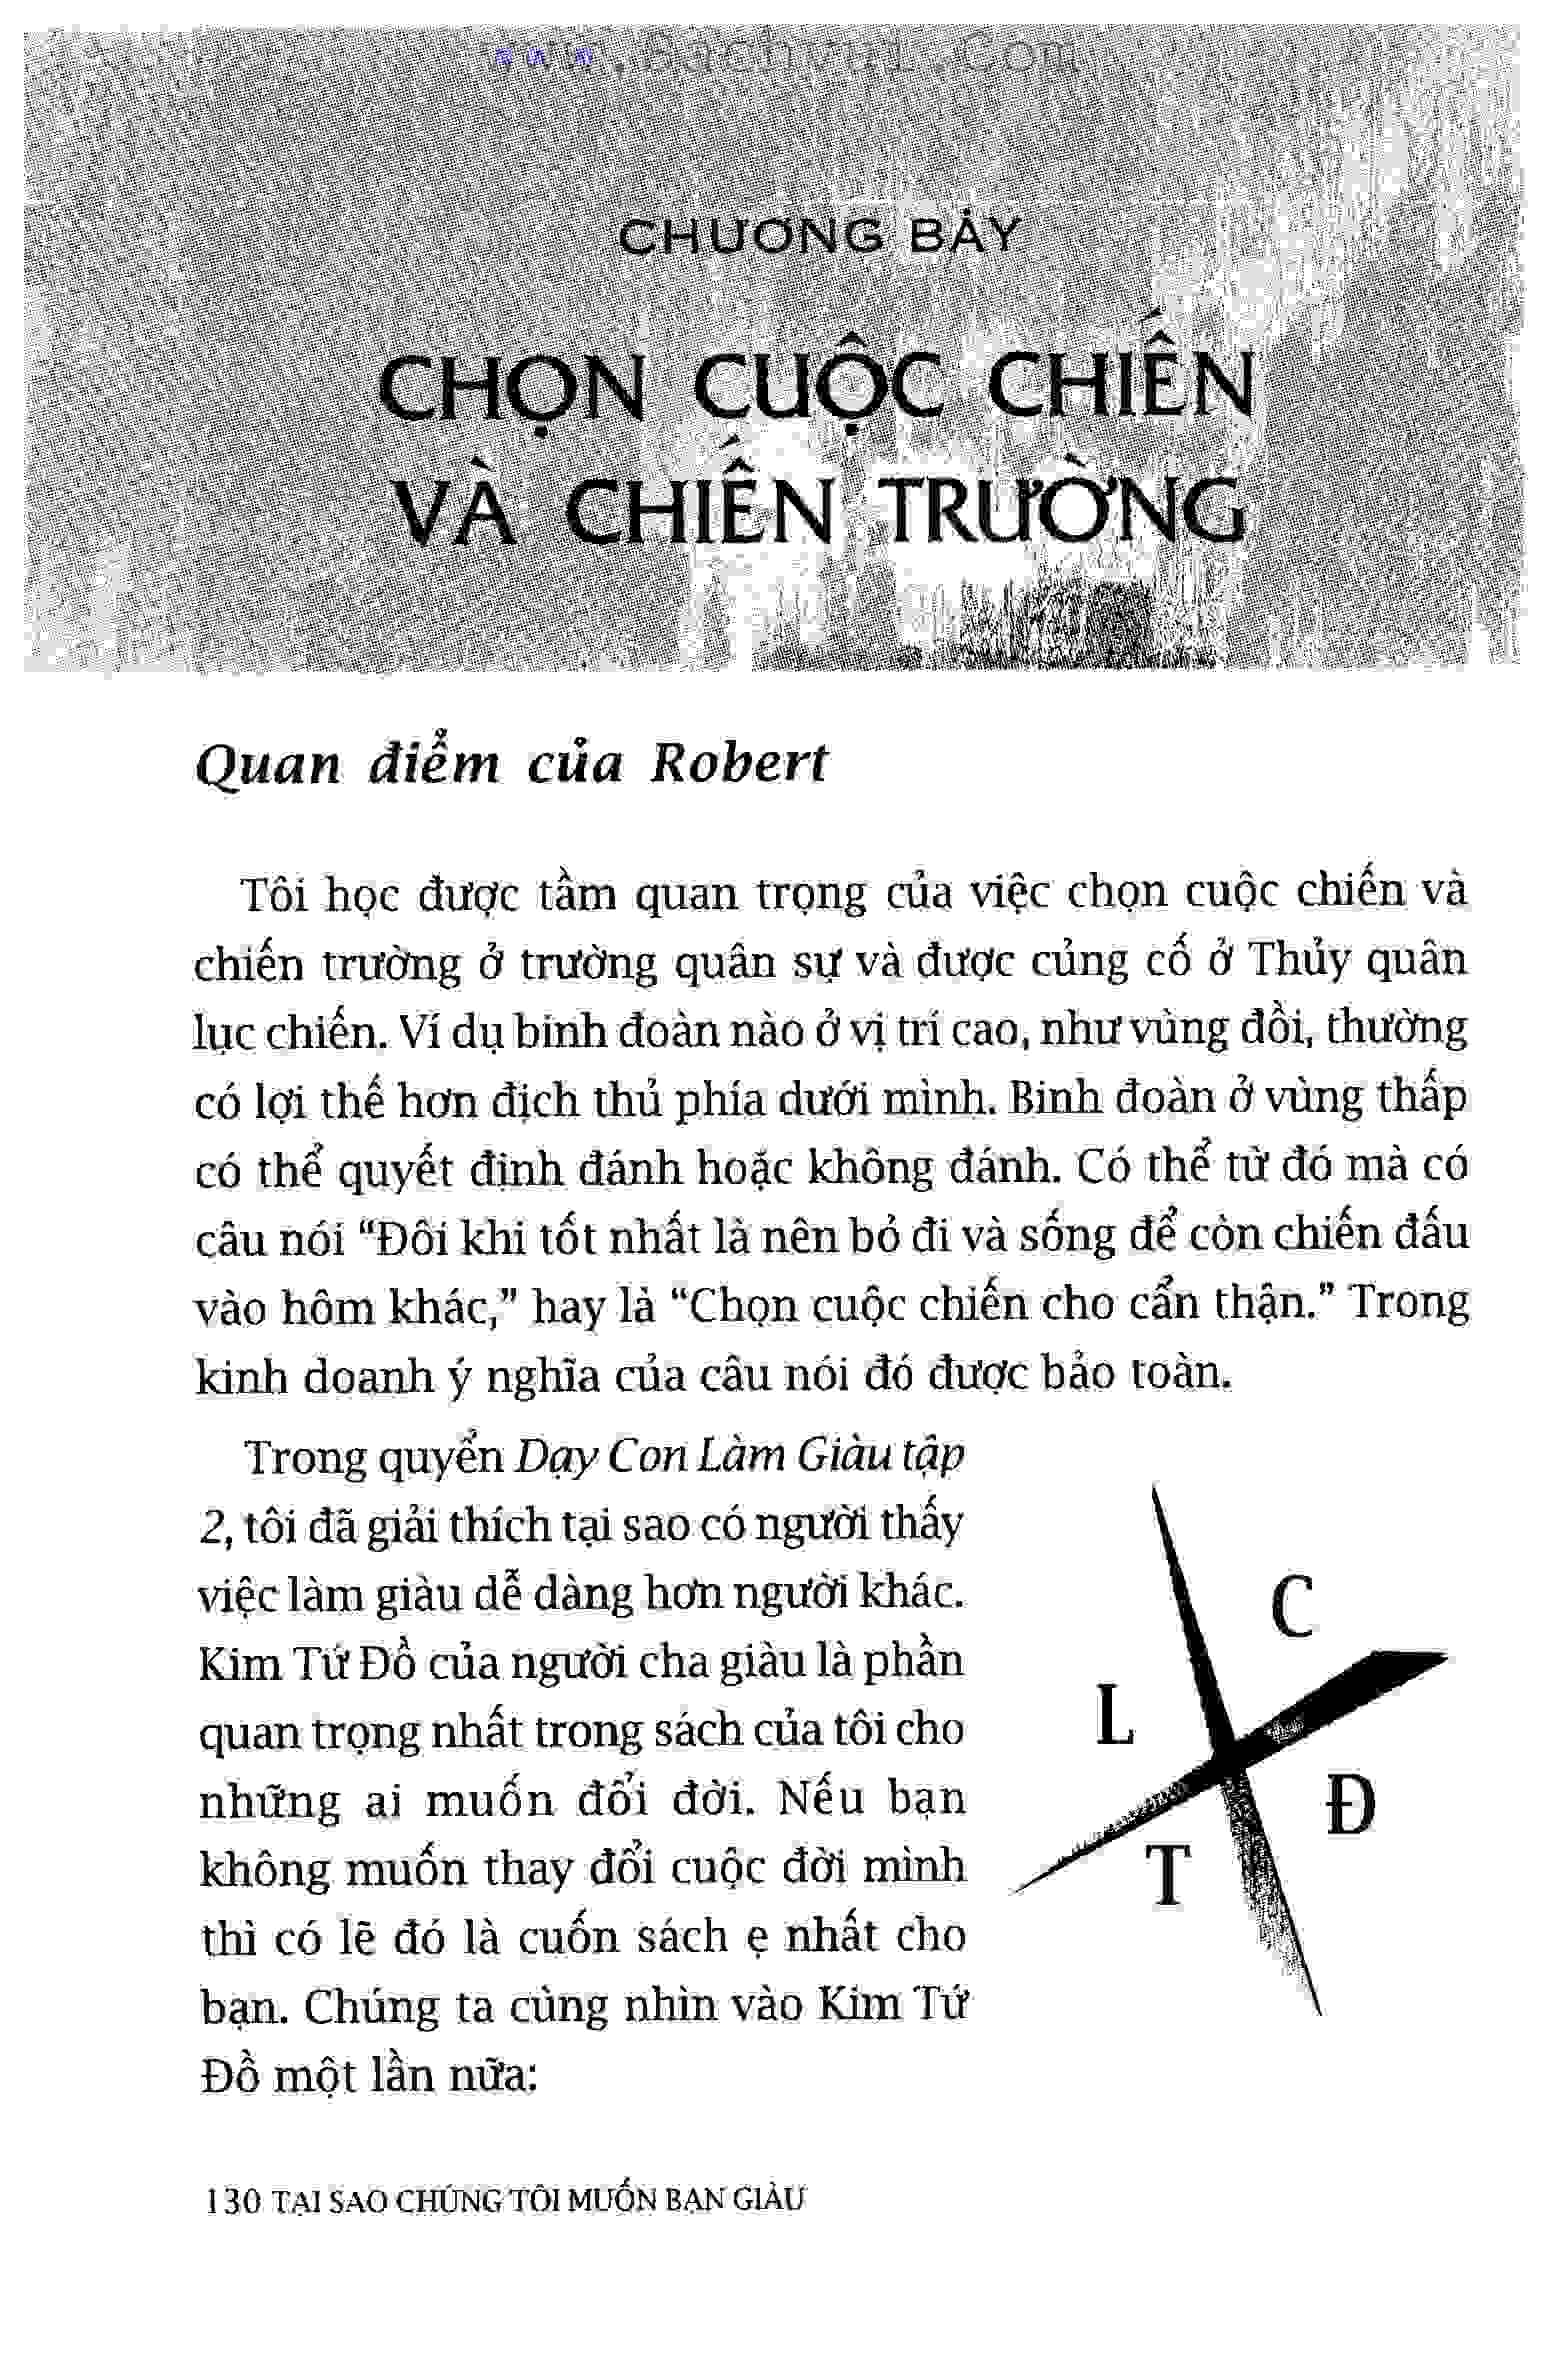 www.Sachvui.Com
CHƯƠNG BẢY
CHỌN CUỘC CHIẾN
VÀ CHIẾN TRƯỜNG
Quan điểm của Robert
Tôi học được tầm quan trọng của việc chọn cuộc chiến và
chiến trường ở trường quân sự và được củng cố ở Thủy quân
lục chiến. Ví dụ binh đoàn nào ở vị trí cao, như vùng đồi, thường
có lợi thế hơn địch thủ phía dưới mình. Binh đoàn ở vùng thấp
có thể quyết định đánh hoặc không đánh. Có thể từ đó mà có
câu nói “Đôi khi tốt nhất là nên bỏ đi và sống để còn chiến đấu
vào hôm khác,” hay là “Chọn cuộc chiến cho cẩn thận.” Trong
kinh doanh ý nghĩa của câu nói đó được bảo toàn.
Trong quyển Dạy Con Làm Giàu tập
2, tôi đã giải thích tại sao có người thấy
việc làm giàu dễ dàng hơn người khác.
Kim Tứ Đồ của người cha giàu là phần
quan trọng nhất trong sách của tôi cho
những ai muốn đổi đời. Nếu bạn
không muốn thay đổi cuộc đời mình
thì có lẽ đó là cuốn sách ẹ nhất cho
bạn. Chúng ta cùng nhìn vào Kim Tứ
Đồ một lần nữa:
C
L
Đ
T
130 TẠI SAO CHÚNG TÔI MUỐN BẠN GIÀU